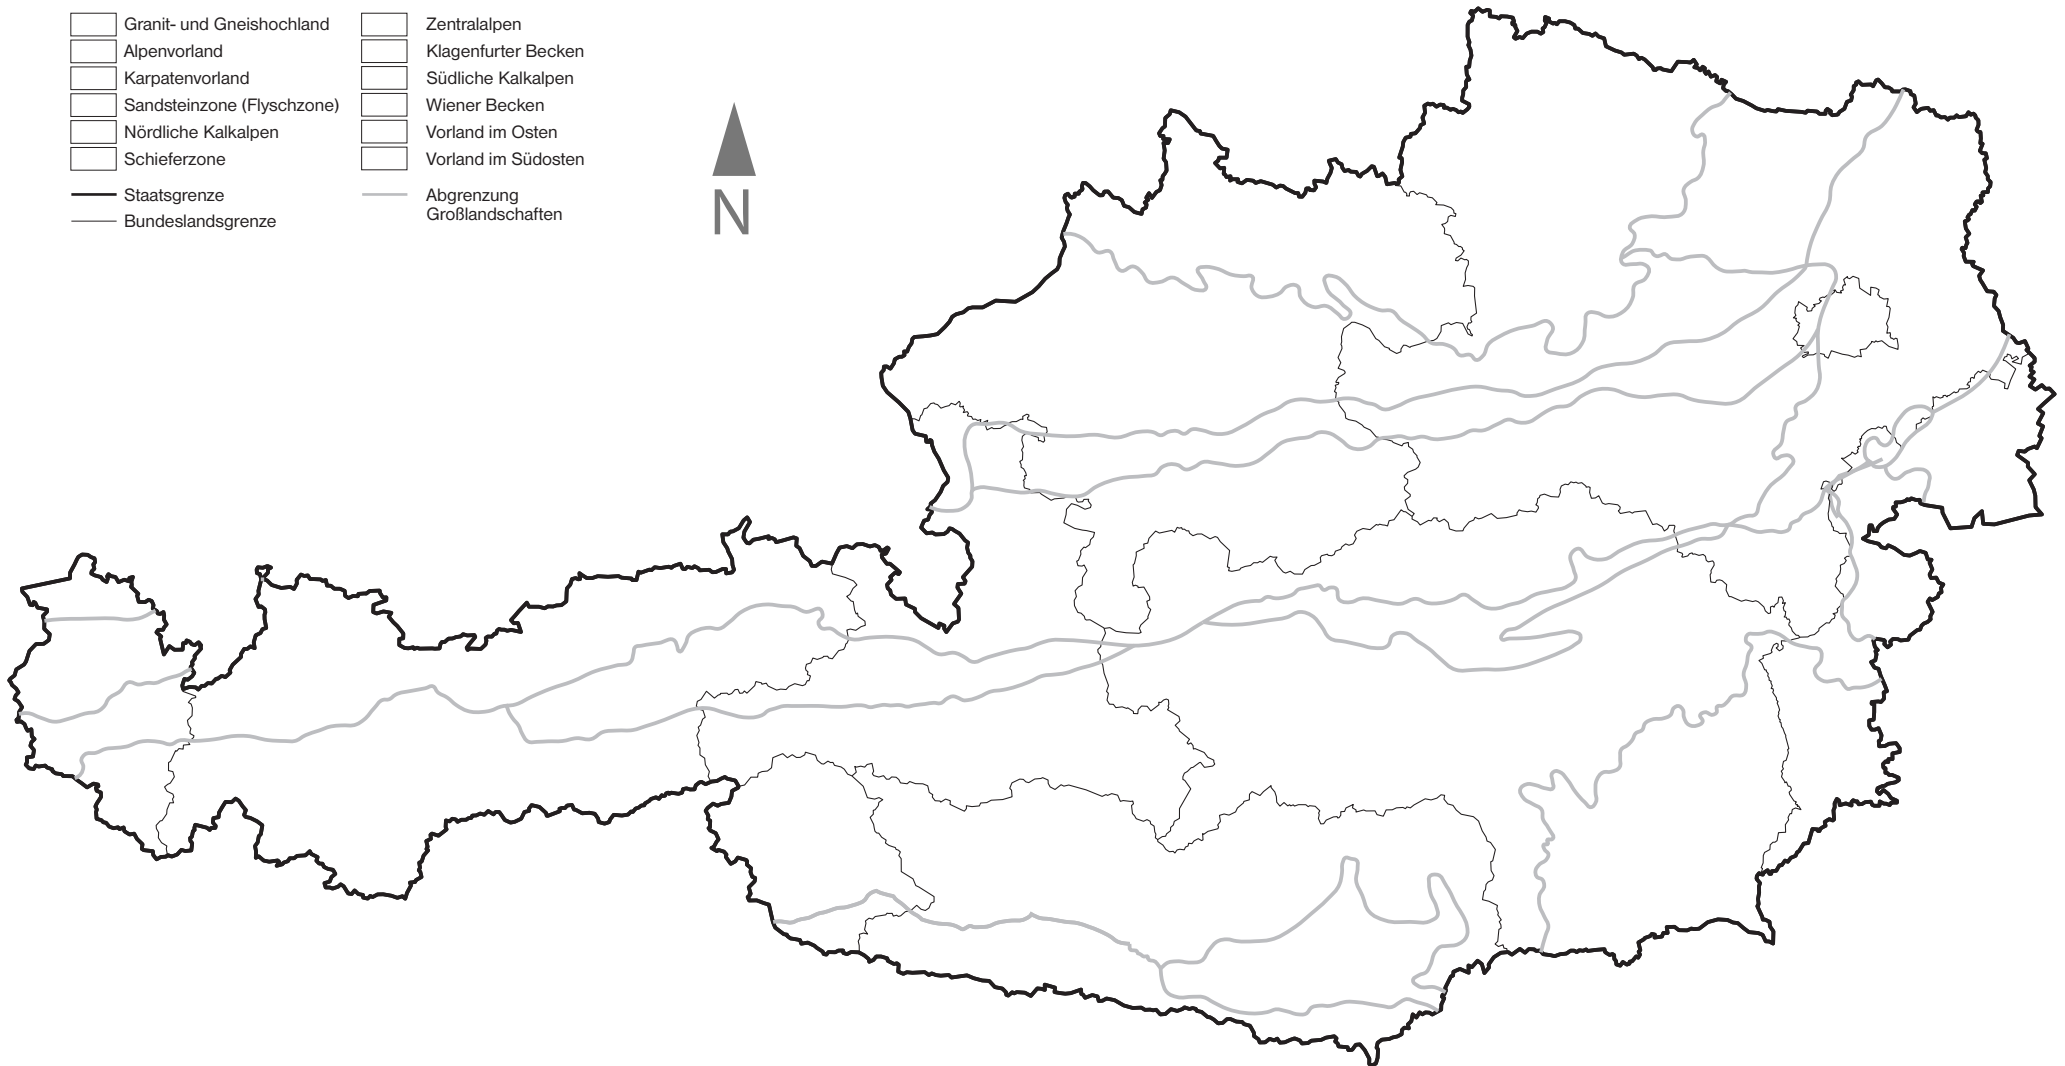 Granit- und Gneishochland
Alpenvorland
Karpatenvorland
Sandsteinzone (Flyschzone)
Nördliche Kalkalpen
Schieferzone
Staatsgrenze
Bundeslandsgrenze
Zentralalpen
Klagenfurter Becken
Südliche Kalkalpen
Wiener Becken
Vorland im Osten
Vorland im Südosten
Abgrenzung
Großlandschaften
N